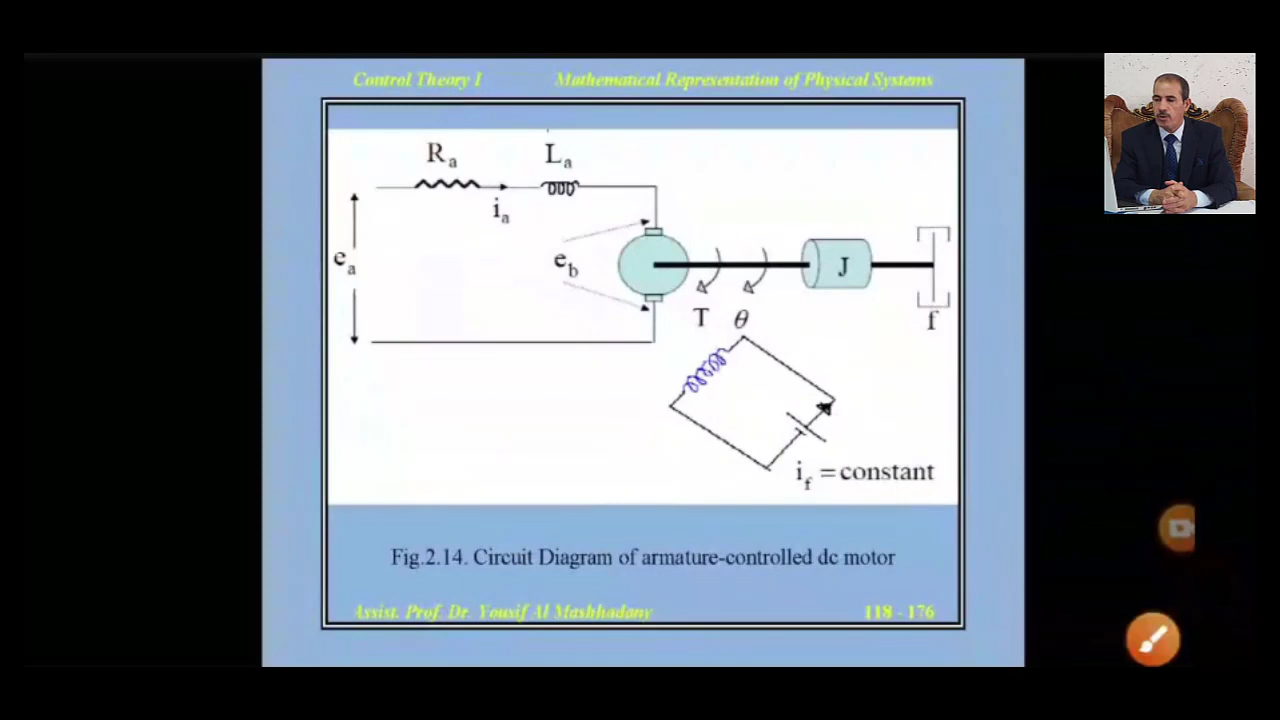 Control Theory I Mathematical Representation of Physical Systems
Ra La
ia
ea eb J
T θ f
if = constant
Fig.2.14. Circuit Diagram of armature-controlled dc motor
Assist. Prof. Dr. Yousif Al Mashhadany 118 - 176